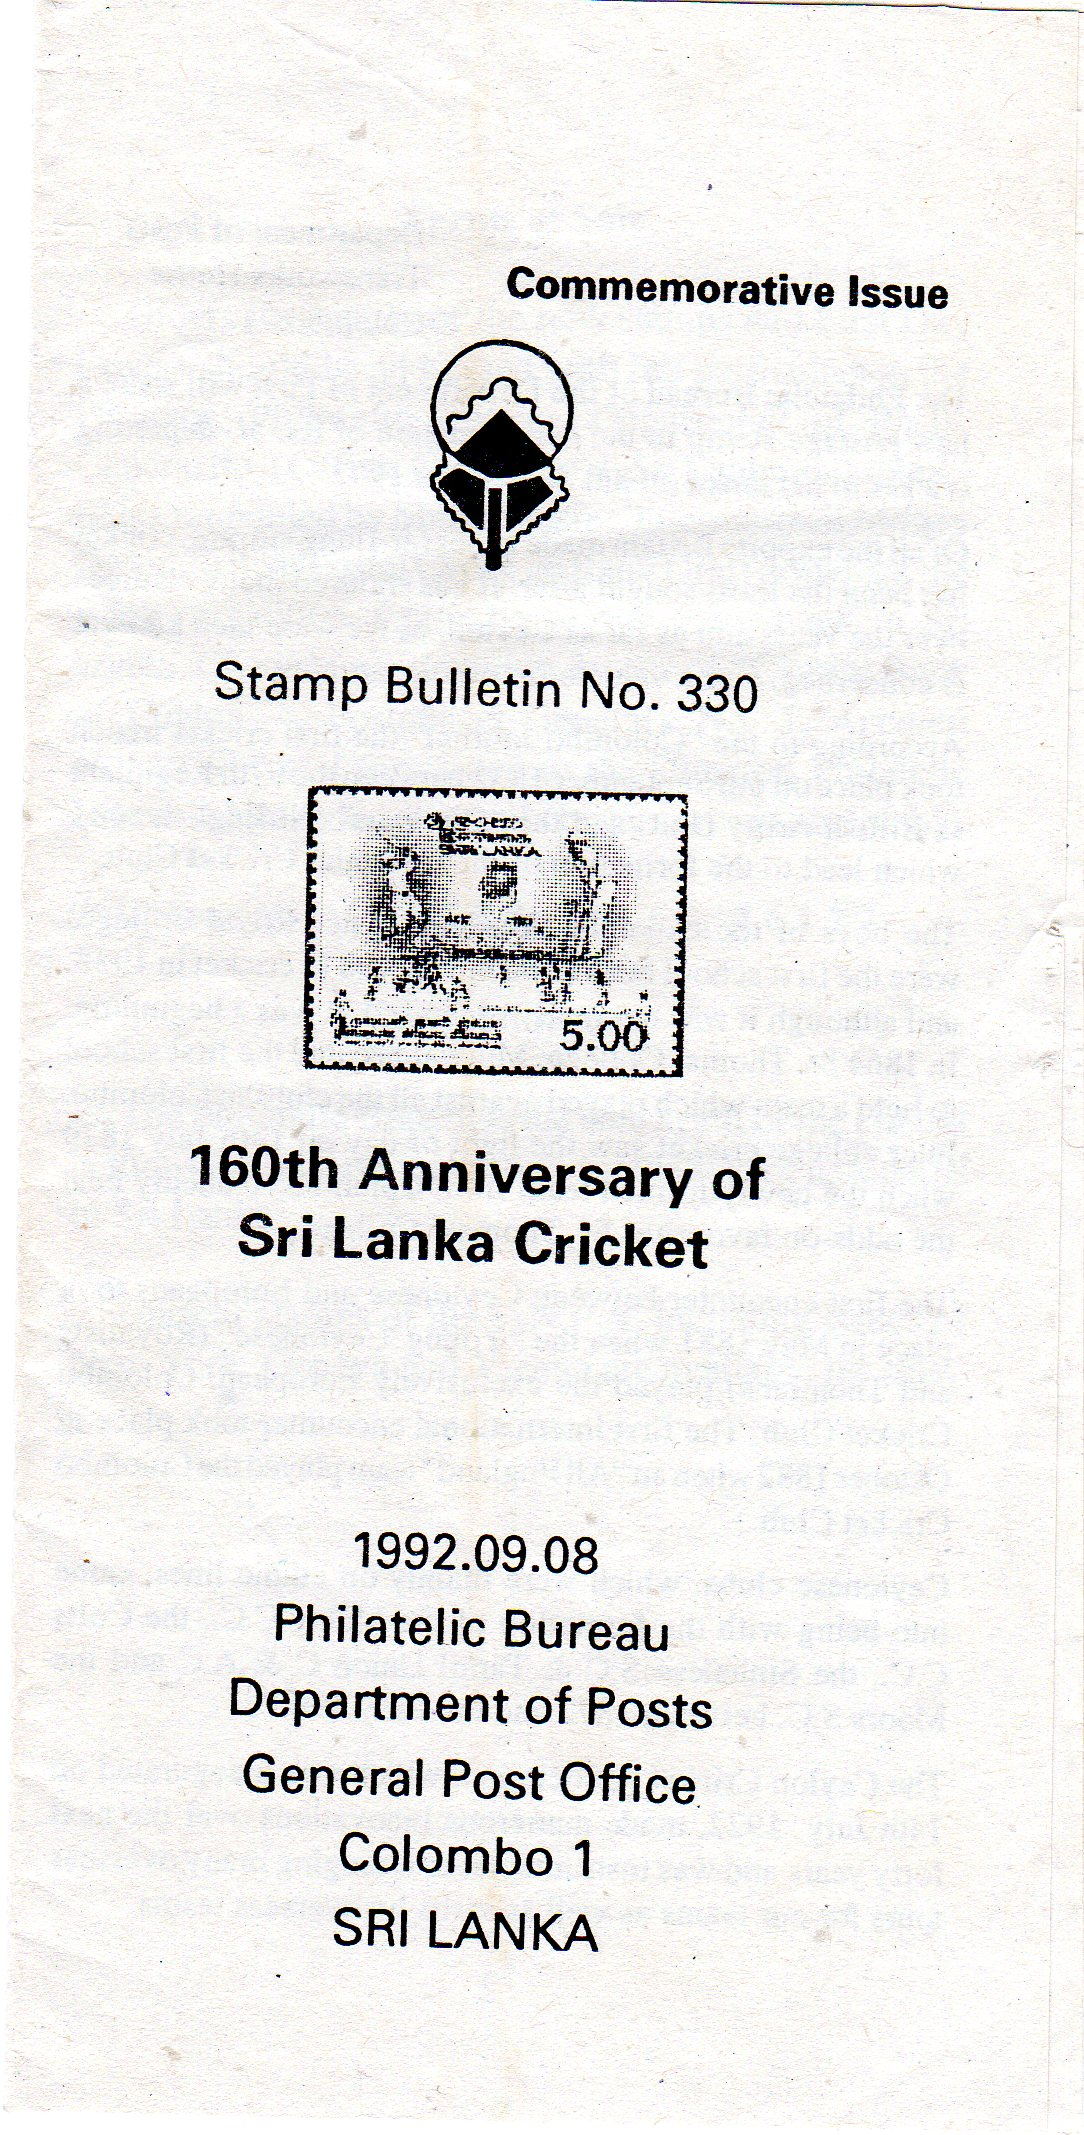 Commemorative Issue
Stamp Bulletin No. 330
SRI LANKA
5.00
160th Anniversary of
Sri Lanka Cricket
1992.09.08
Philatelic Bureau
Department of Posts
General Post Office
Colombo 1
SRI LANKA